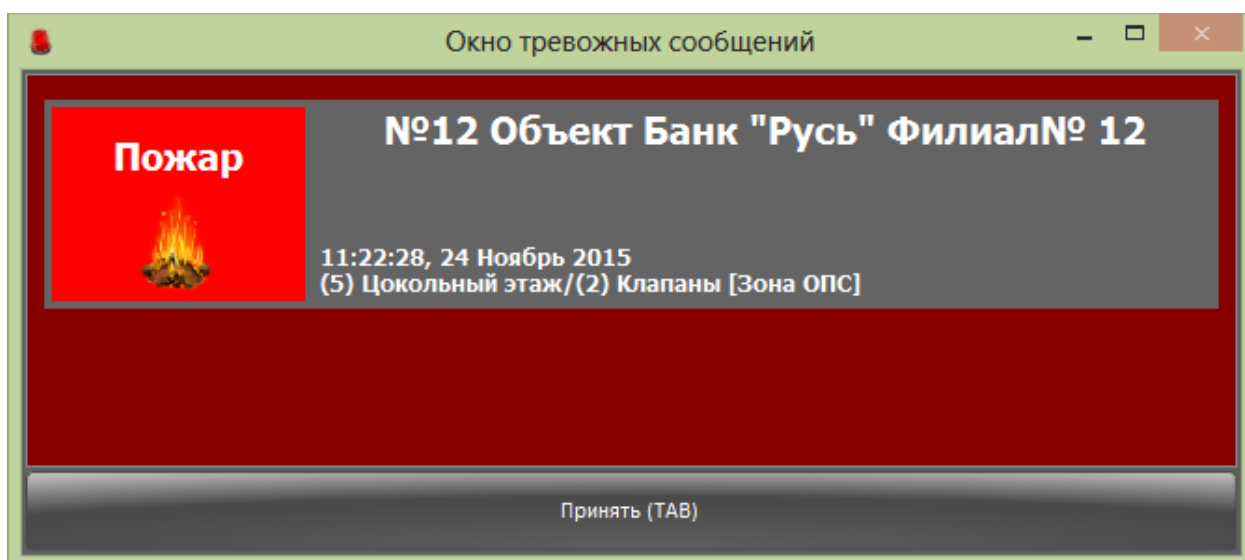 Окно тревожных сообщений
Пожар
№12 Объект Банк "Русь" Филиал№ 12
11:22:28, 24 Ноябрь 2015
(5) Цокольный этаж/(2) Клапаны [Зона ОПС]
Принять (TAB)